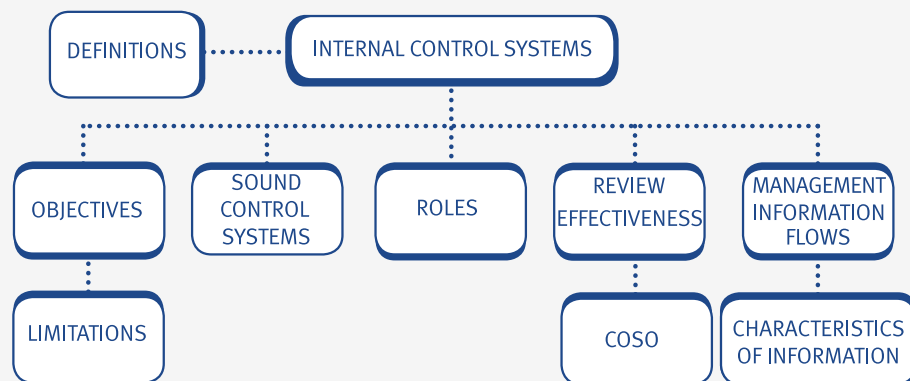 DEFINITIONS
INTERNAL CONTROL SYSTEMS
OBJECTIVES
SOUND
CONTROL
SYSTEMS
ROLES
REVIEW
EFFECTIVENESS
MANAGEMENT
INFORMATION
FLOWS
LIMITATIONS
COSO
CHARACTERISTICS
OF INFORMATION